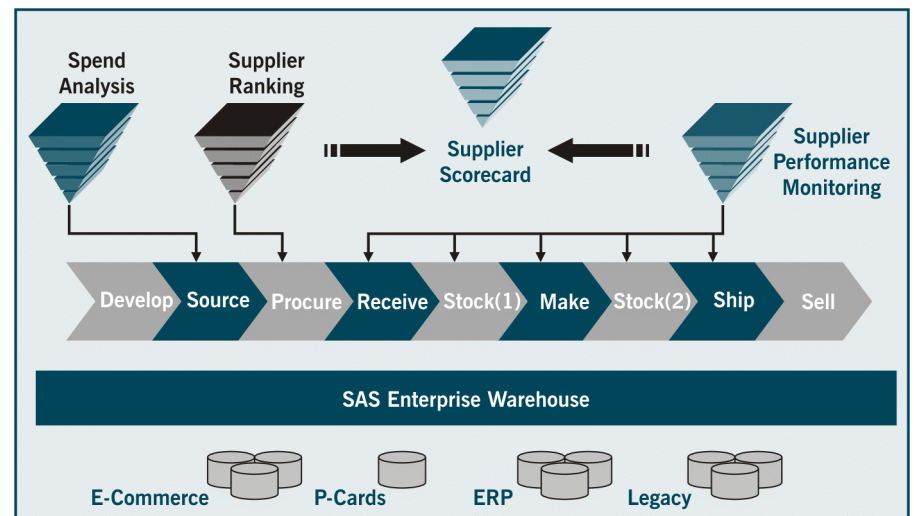 Spend
Analysis
Supplier
Ranking
Supplier
Scorecard
Supplier
Performance
Monitoring
Develop
Source
Procure
Receive
Stock(1)
Make
Stock(2)
Ship
Sell
SAS Enterprise Warehouse
E-Commerce
P-Cards
ERP
Legacy